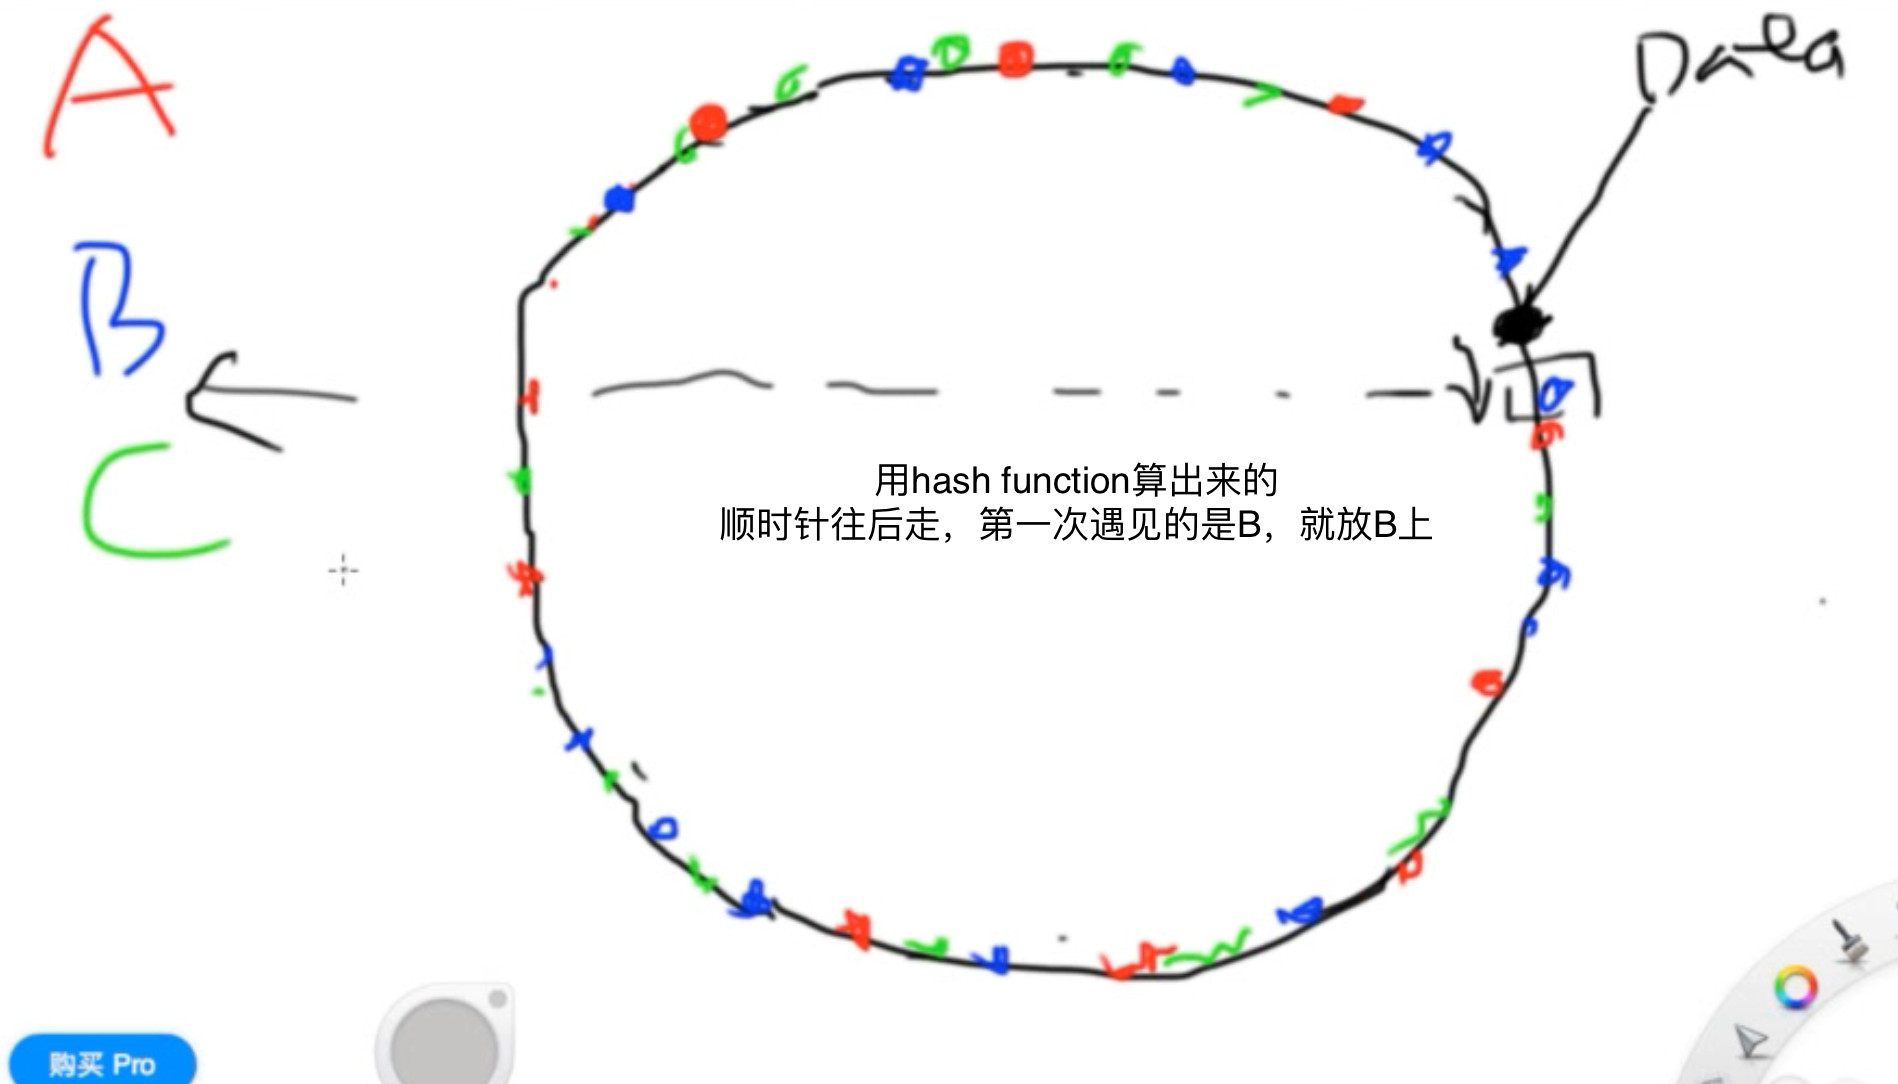 A
Data
B
C
用hash function算出来的
顺时针往后走，第一次遇见的是B，就放B上
购买 Pro